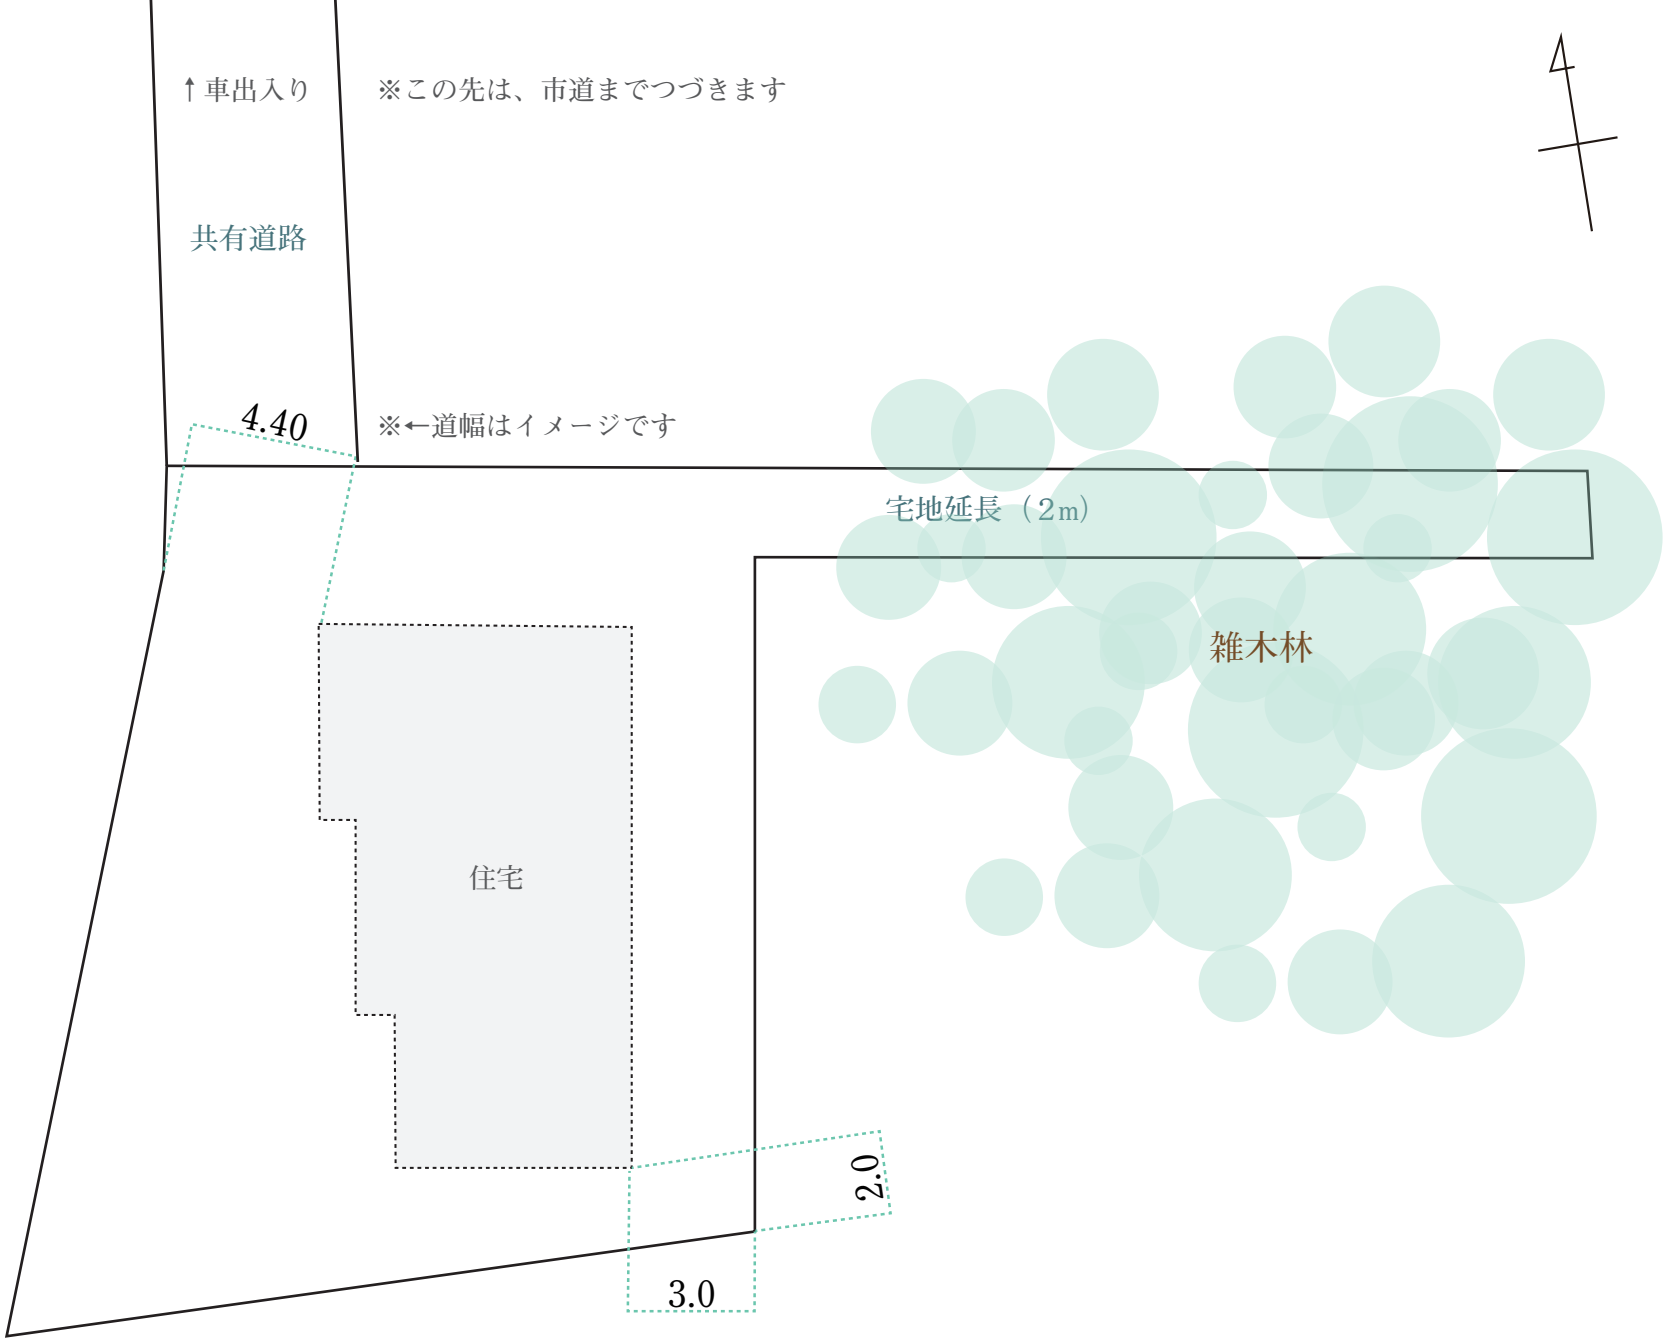 ↑車出入り
※この先は、市道までつづきます
共有道路
4.40
※←道幅はイメージです
宅地延長（２m）
雑木林
住宅
2.0
3.0